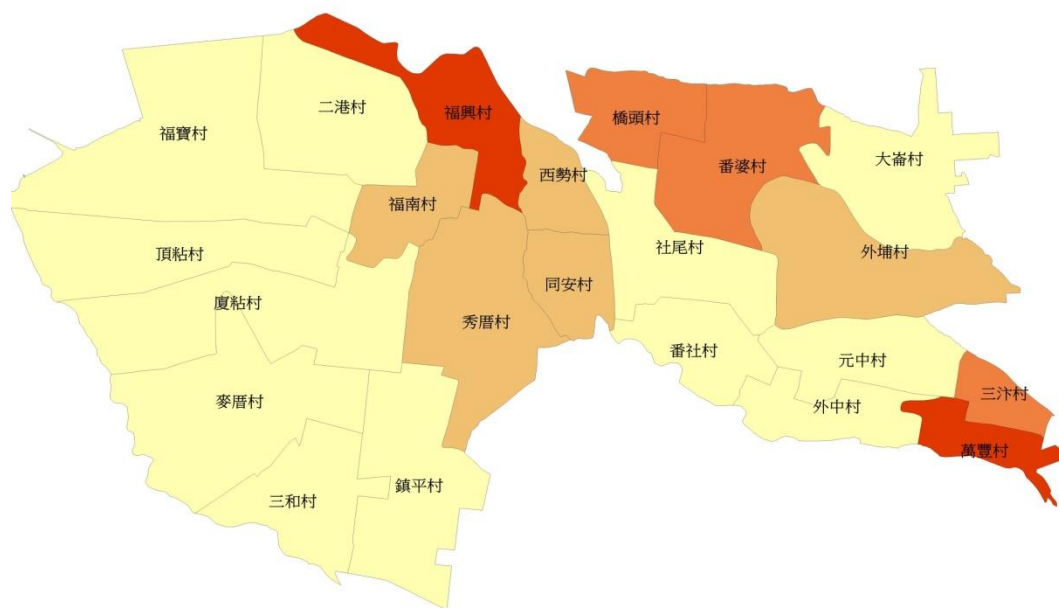 二港村
福興村
福寶村
橋頭村
番婆村
大崙村
西勢村
福南村
頂粘村
社尾村
外埔村
同安村
廈粘村
秀厝村
番社村
元中村
三汴村
麥厝村
外中村
萬豐村
三和村
鎮平村